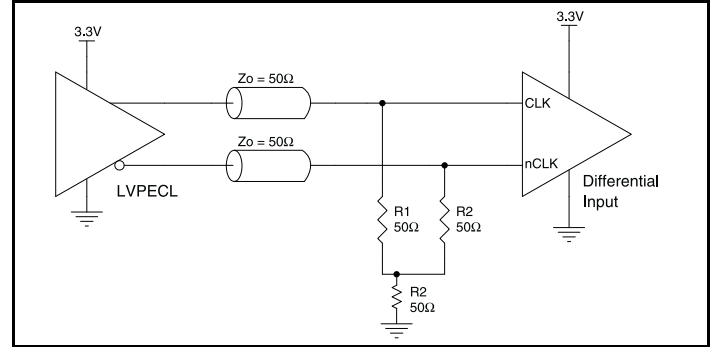 3.3V
3.3V
Zo = 50Ω
CLK
Zo = 50Ω
nCLK
LVPECL
Differential
Input
R1
50Ω
R2
50Ω
R2
50Ω